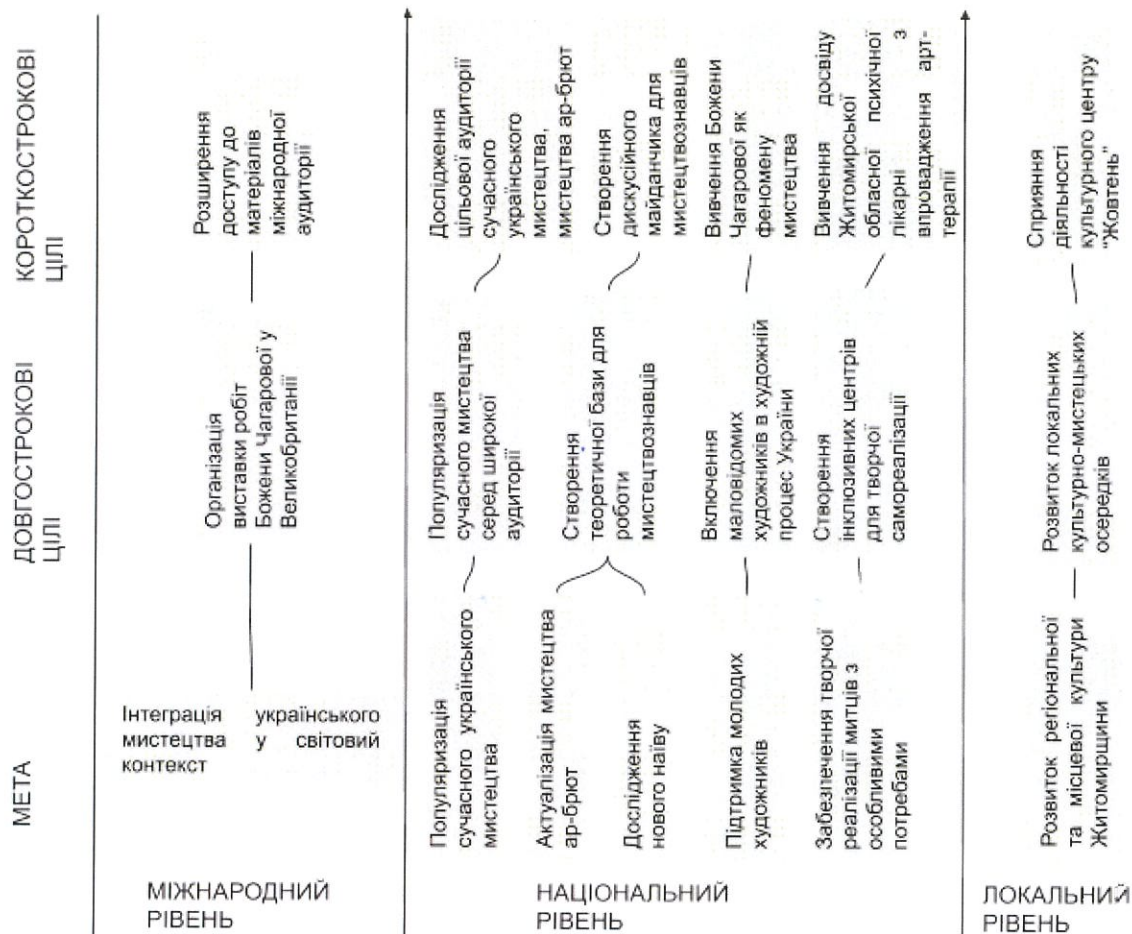 МЕТА
ДОВГОСТРОКОВІ
ЦІЛІ
КОРОТКОСТРОКОВІ
ЦІЛІ
МІЖНАРОДНИЙ
РІВЕНЬ
Інтеграція українського
мистецтва у світовий
контекст
Організація
виставки робіт
Божени Чагарової у
Великобританії
Розширення
доступу до
матеріалів
міжнародної
аудиторії
НАЦІОНАЛЬНИЙ
РІВЕНЬ
Популяризація
сучасного українського
мистецтва
Популяризація
сучасного мистецтва
серед широкої
аудиторії
Дослідження
цільової аудиторії
сучасного
українського
мистецтва,
мистецтва ар-брют
Актуалізація мистецтва
ар-брют
Дослідження
нового наїву
Створення
теоретичної бази для
роботи
мистецтвознавців
Створення
дискусійного
майданчика для
мистецтвознавців
Підтримка молодих
художників
Включення
маловідомих
художників в художній
процес України
Вивчення Божени
Чагарової як
феномену
мистецтва
Забезпечення творчої
реалізації митців з
особливими
потребами
Створення
інклюзивних центрів
для творчої
самореалізації
Вивчення досвіду
Житомирської
обласної психічної
лікарні з
впровадження арт-
терапії
ЛОКАЛЬНИЙ
РІВЕНЬ
Розвиток регіональної
та місцевої культури
Житомирщини
Розвиток локальних
культурно-мистецьких
осередків
Сприяння
діяльності
культурного центру
"Жовтень"